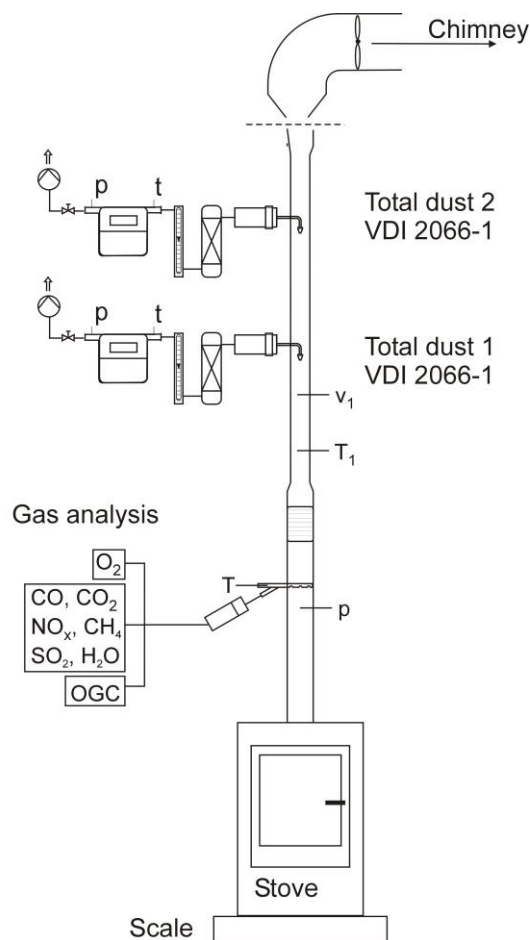 Chimney
p t
Total dust 2
VDI 2066-1
p t
Total dust 1
VDI 2066-1
v₁
T₁
Gas analysis
O₂
T
CO, CO₂
p
NOₓ, CH₄
SO₂, H₂O
OGC
Stove
Scale